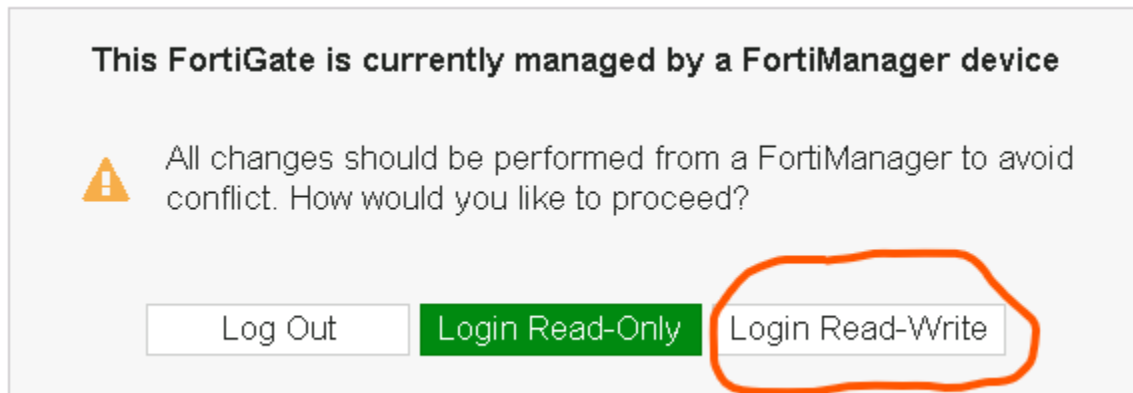 This FortiGate is currently managed by a FortiManager device
All changes should be performed from a FortiManager to avoid
conflict. How would you like to proceed?
Log Out
Login Read-Only
Login Read-Write